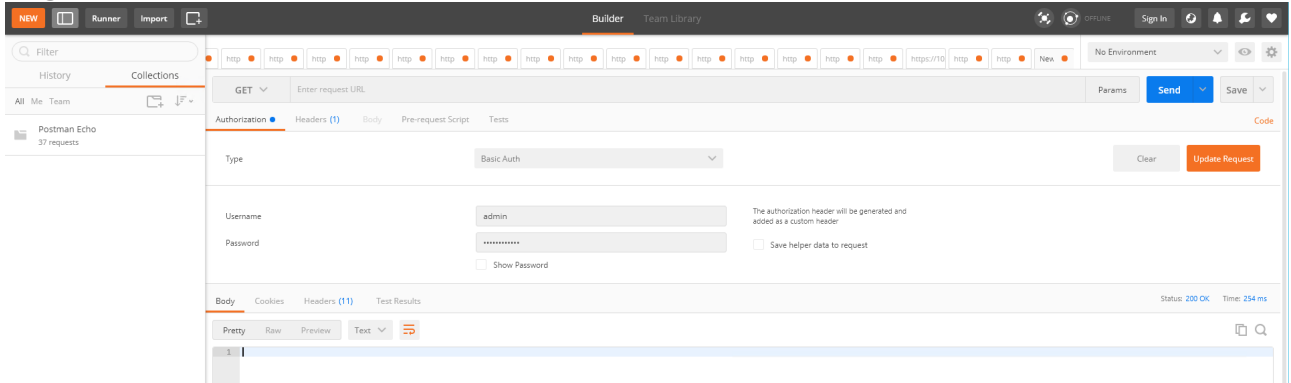 NEW Runner Import Builder Team Library OFFLINE Sign In
Filter
History Collections
All Me Team
Postman Echo
37 requests
http http http http http http http http http http http http http http http http https://10 http http New No Environment
GET Enter request URL Params Send Save
Authorization Headers (1) Body Pre-request Script Tests Code
Type Basic Auth Clear Update Request
Username admin The authorization header will be generated and
added as a custom header
Password •••••••••••• Save helper data to request
Show Password
Body Cookies Headers (11) Test Results Status: 200 OK Time: 254 ms
Pretty Raw Preview Text
1